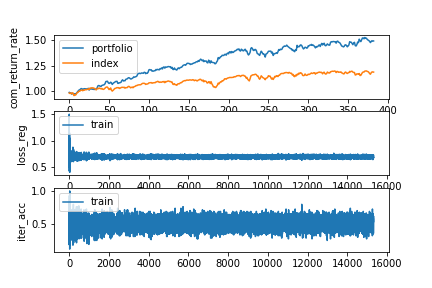 com_return_rate
1.50
1.25
1.00
portfolio
index
0 50 100 150 200 250 300 350 400
loss_reg
1.5
1.0
0.5
train
0 2000 4000 6000 8000 10000 12000 14000 16000
iter_acc
1.0
0.5
train
0 2000 4000 6000 8000 10000 12000 14000 16000